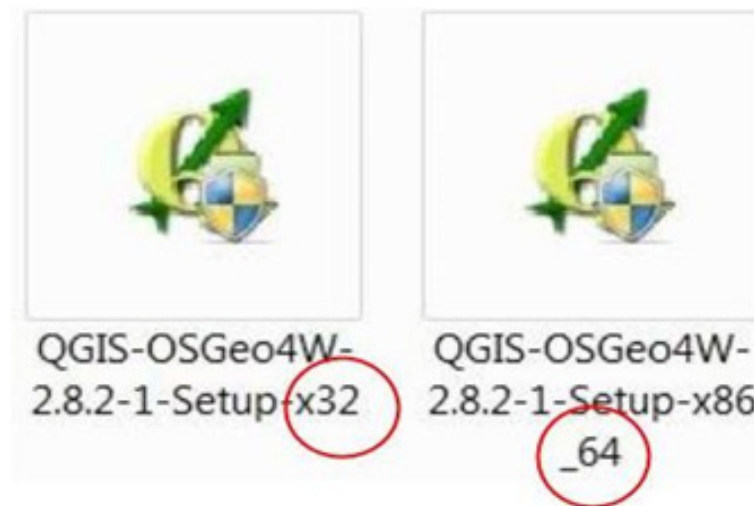 QGIS-OSGeo4W-
2.8.2-1-Setup-x32
QGIS-OSGeo4W-
2.8.2-1-Setup-x86
_64